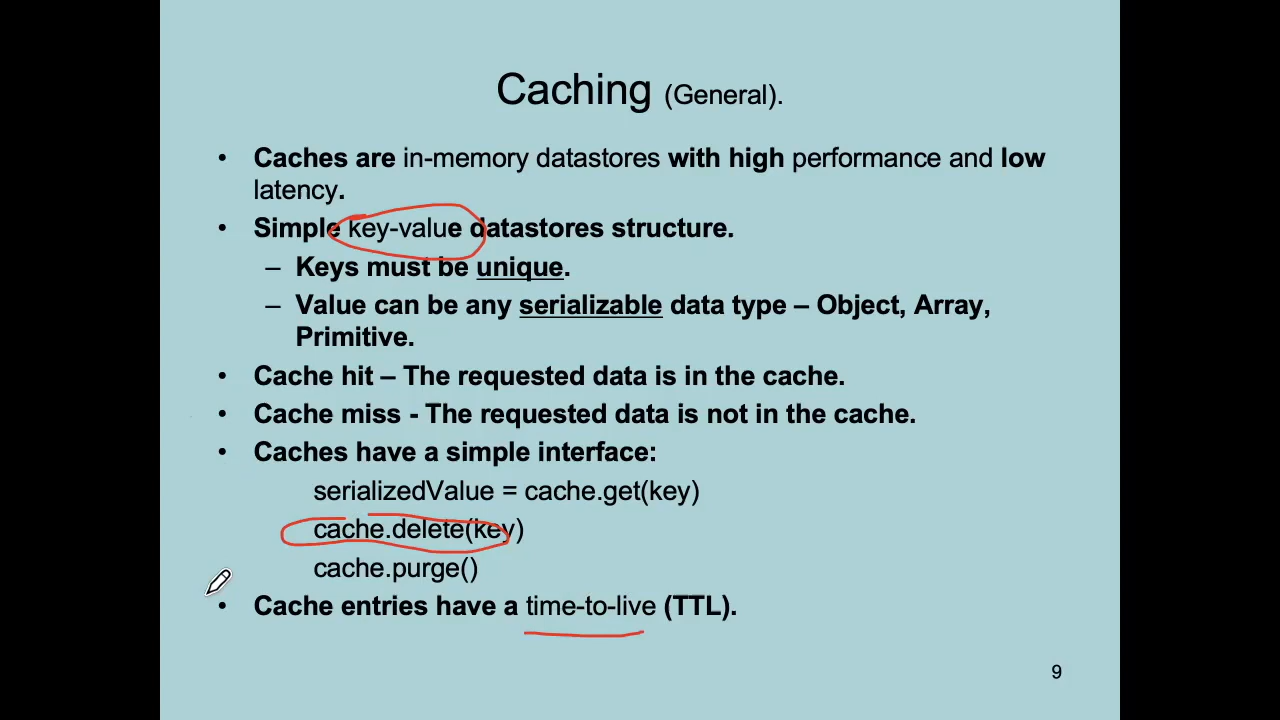 Caching (General).
• Caches are in-memory datastores with high performance and low
latency.
• Simple key-value datastores structure.
– Keys must be unique.
– Value can be any serializable data type – Object, Array,
Primitive.
• Cache hit – The requested data is in the cache.
• Cache miss - The requested data is not in the cache.
• Caches have a simple interface:
serializedValue = cache.get(key)
cache.delete(key)
cache.purge()
• Cache entries have a time-to-live (TTL).
9